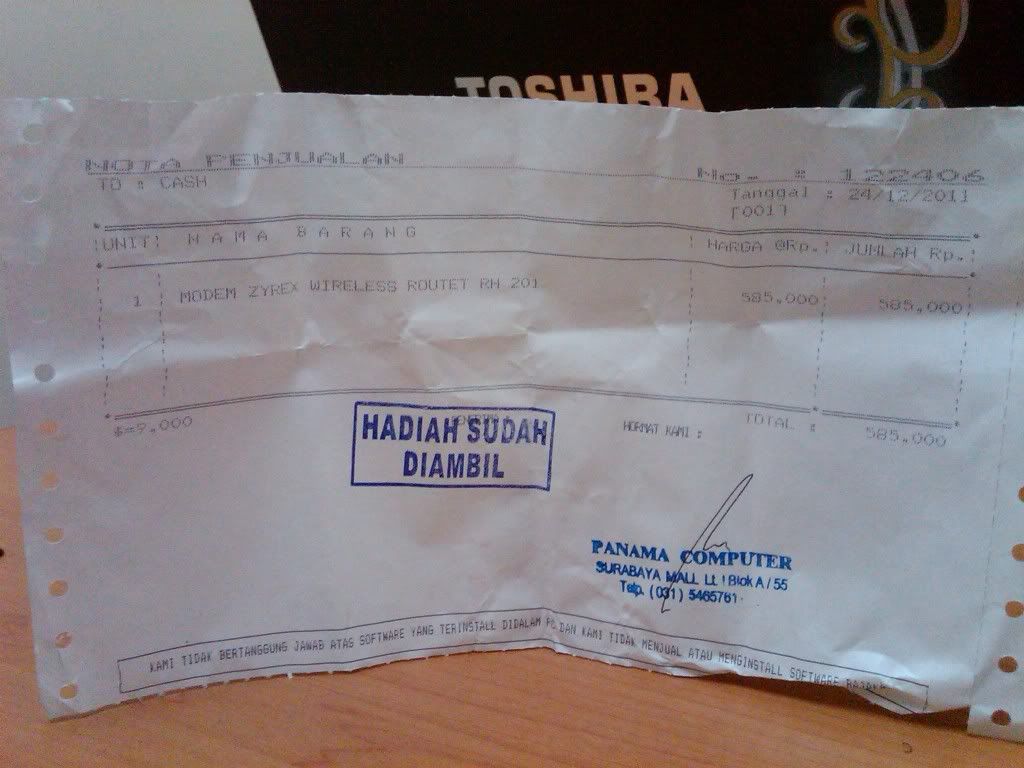 TOSHIBA
NOTA PENJUALAN
No. : 122406
TO : CASH
Tanggal : 24/12/2011
T0017
UNIT NAMA BARANG HARGA @Rp. JUMLAH Rp.
1 MODEM ZYREX WIRELESS ROUTET RH 201 585,000 585,000
$=9,000 HORMAT KAMI : TOTAL : 585,000
HADIAH SUDAH
DIAMBIL
PANAMA COMPUTER
SURABAYA MALL Lt. I Blok A / 55
Telp. (031) 5465761
KAMI TIDAK BERTANGGUNG JAWAB ATAS SOFTWARE YANG TERINSTALL DIDALAM PC DAN KAMI TIDAK MENJUAL ATAU MENGINSTALL SOFTWARE